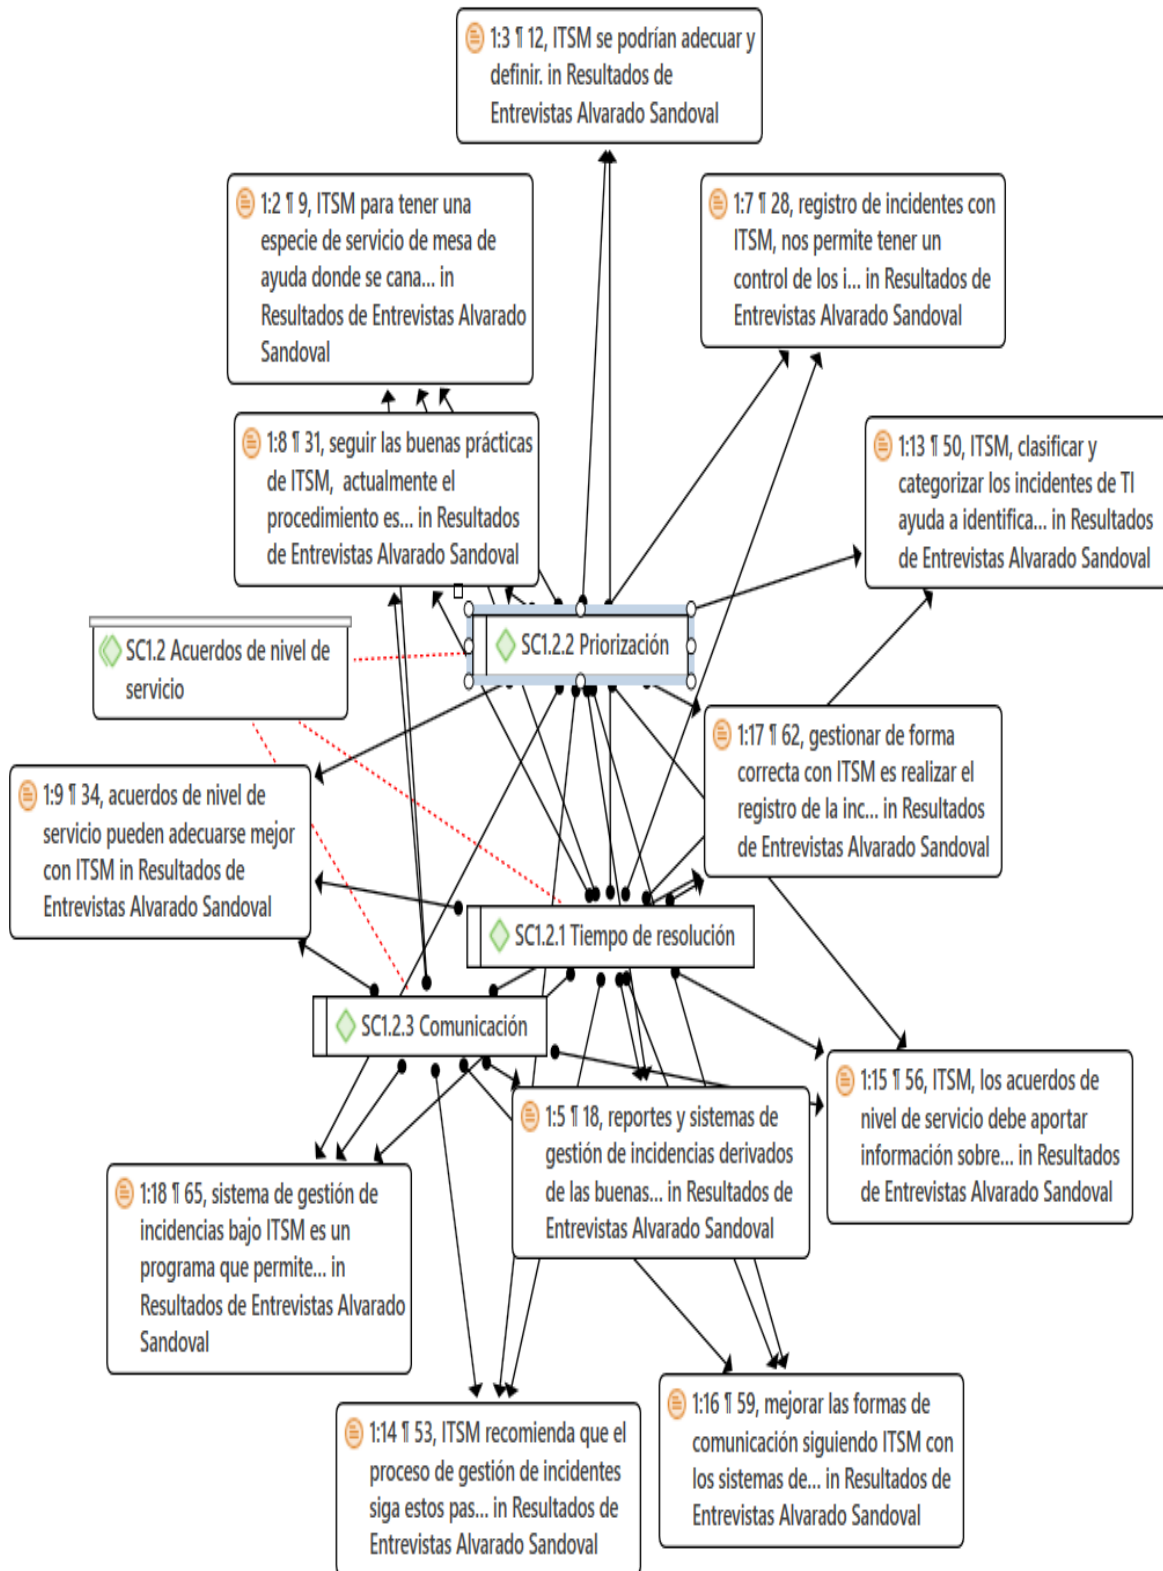 1:3 ¶ 12, ITSM se podrían adecuar y
definir. in Resultados de
Entrevistas Alvarado Sandoval
1:2 ¶ 9, ITSM para tener una
especie de servicio de mesa de
ayuda donde se cana... in
Resultados de Entrevistas Alvarado
Sandoval
1:7 ¶ 28, registro de incidentes con
ITSM, nos permite tener un
control de los i... in Resultados de
Entrevistas Alvarado Sandoval
1:8 ¶ 31, seguir las buenas prácticas
de ITSM, actualmente el
procedimiento es... in Resultados
de Entrevistas Alvarado Sandoval
1:13 ¶ 50, ITSM, clasificar y
categorizar los incidentes de TI
ayuda a identifica... in Resultados
de Entrevistas Alvarado Sandoval
SC1.2 Acuerdos de nivel de
servicio
SC1.2.2 Priorización
1:17 ¶ 62, gestionar de forma
correcta con ITSM es realizar el
registro de la inc... in Resultados
de Entrevistas Alvarado Sandoval
1:9 ¶ 34, acuerdos de nivel de
servicio pueden adecuarse mejor
con ITSM in Resultados de
Entrevistas Alvarado Sandoval
SC1.2.1 Tiempo de resolución
SC1.2.3 Comunicación
1:15 ¶ 56, ITSM, los acuerdos de
nivel de servicio debe aportar
información sobre... in Resultados
de Entrevistas Alvarado Sandoval
1:5 ¶ 18, reportes y sistemas de
gestión de incidencias derivados
de las buenas... in Resultados de
Entrevistas Alvarado Sandoval
1:18 ¶ 65, sistema de gestión de
incidencias bajo ITSM es un
programa que permite... in
Resultados de Entrevistas Alvarado
Sandoval
1:14 ¶ 53, ITSM recomienda que el
proceso de gestión de incidentes
siga estos pas... in Resultados de
Entrevistas Alvarado Sandoval
1:16 ¶ 59, mejorar las formas de
comunicación siguiendo ITSM con
los sistemas de... in Resultados de
Entrevistas Alvarado Sandoval